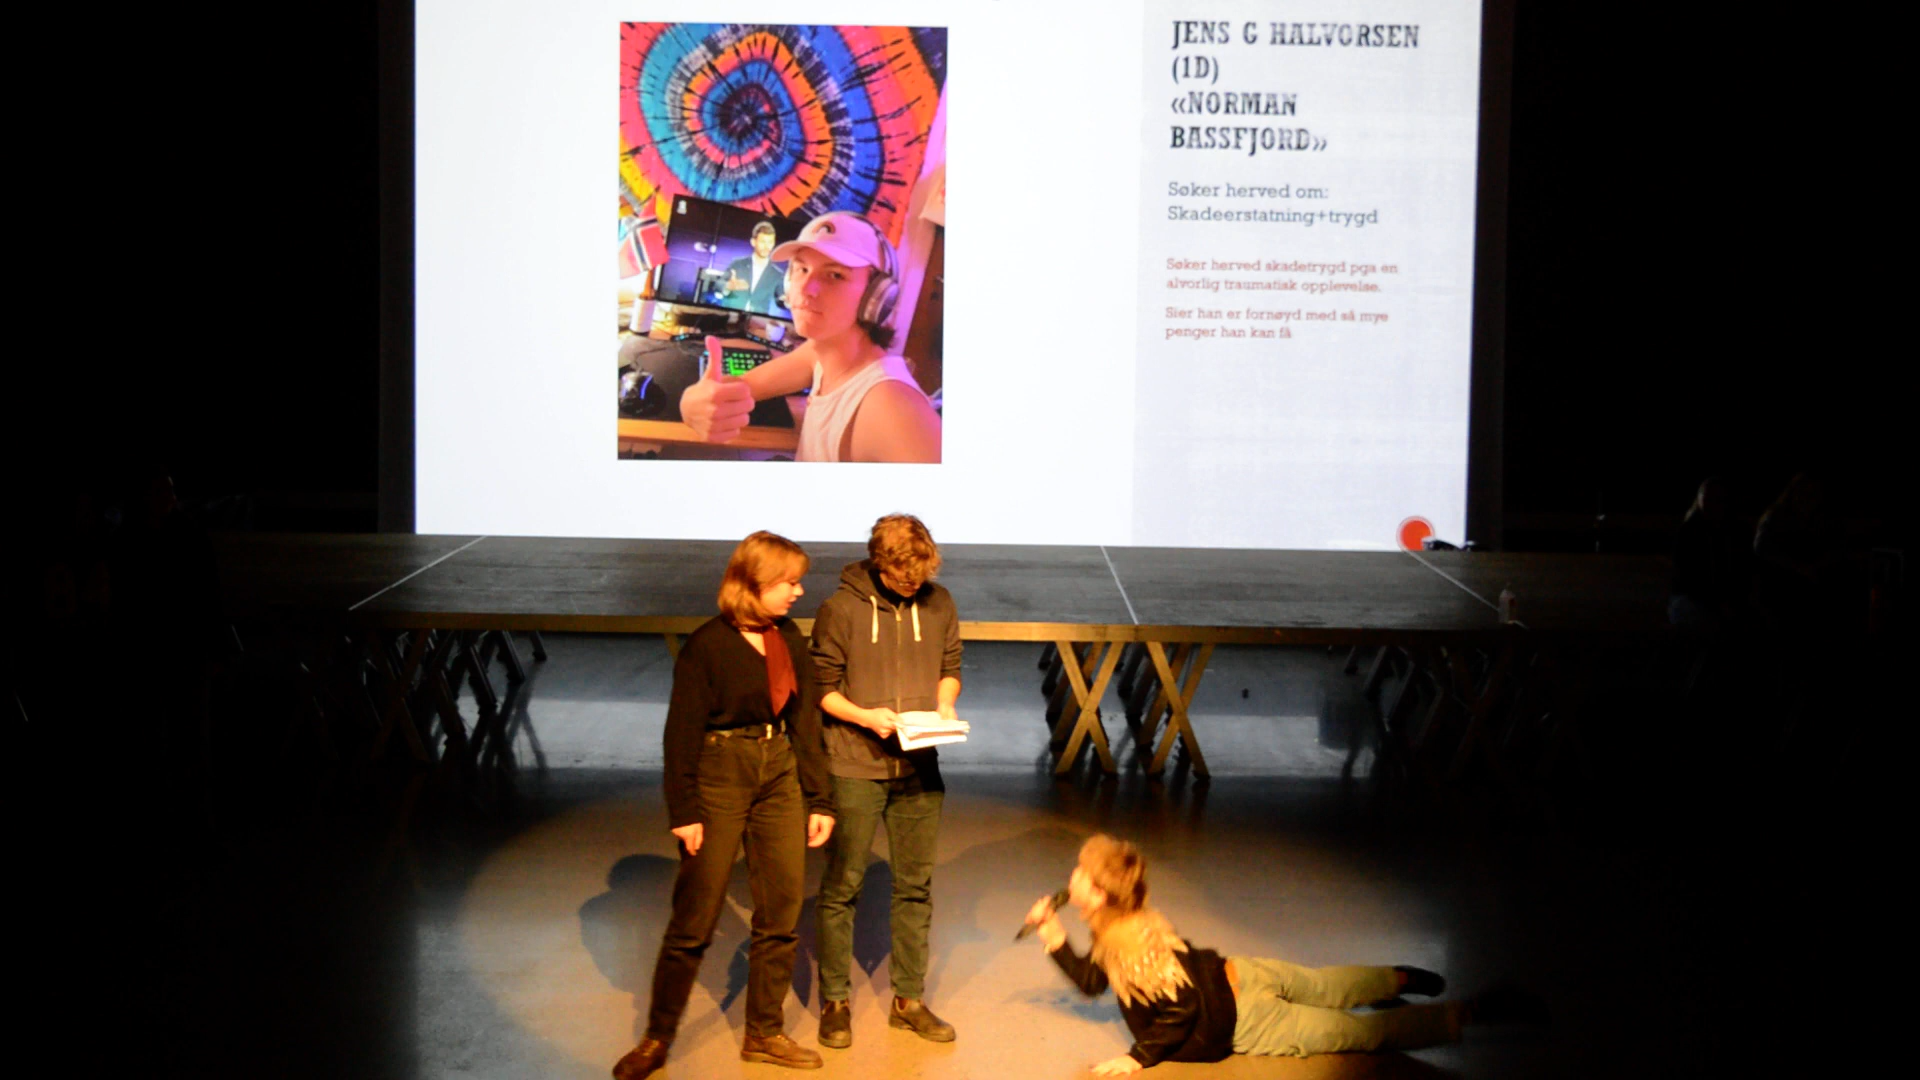 JENS G HALVORSEN
(1D)
«NORMAN
BASSFJORD»
Søker herved om:
Skadeerstatning+trygd
Søker herved skadetrygd pga en
alvorlig traumatisk opplevelse.
Sier han er fornøyd med så mye
penger han kan få